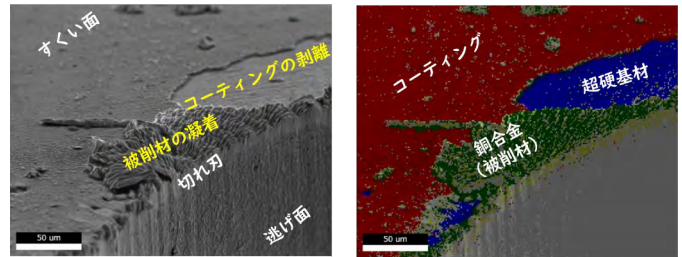 すくい面
コーティングの剥離
被削材の凝着
切れ刃
逃げ面
50 um
コーティング
超硬基材
銅合金
（被削材）
50 um